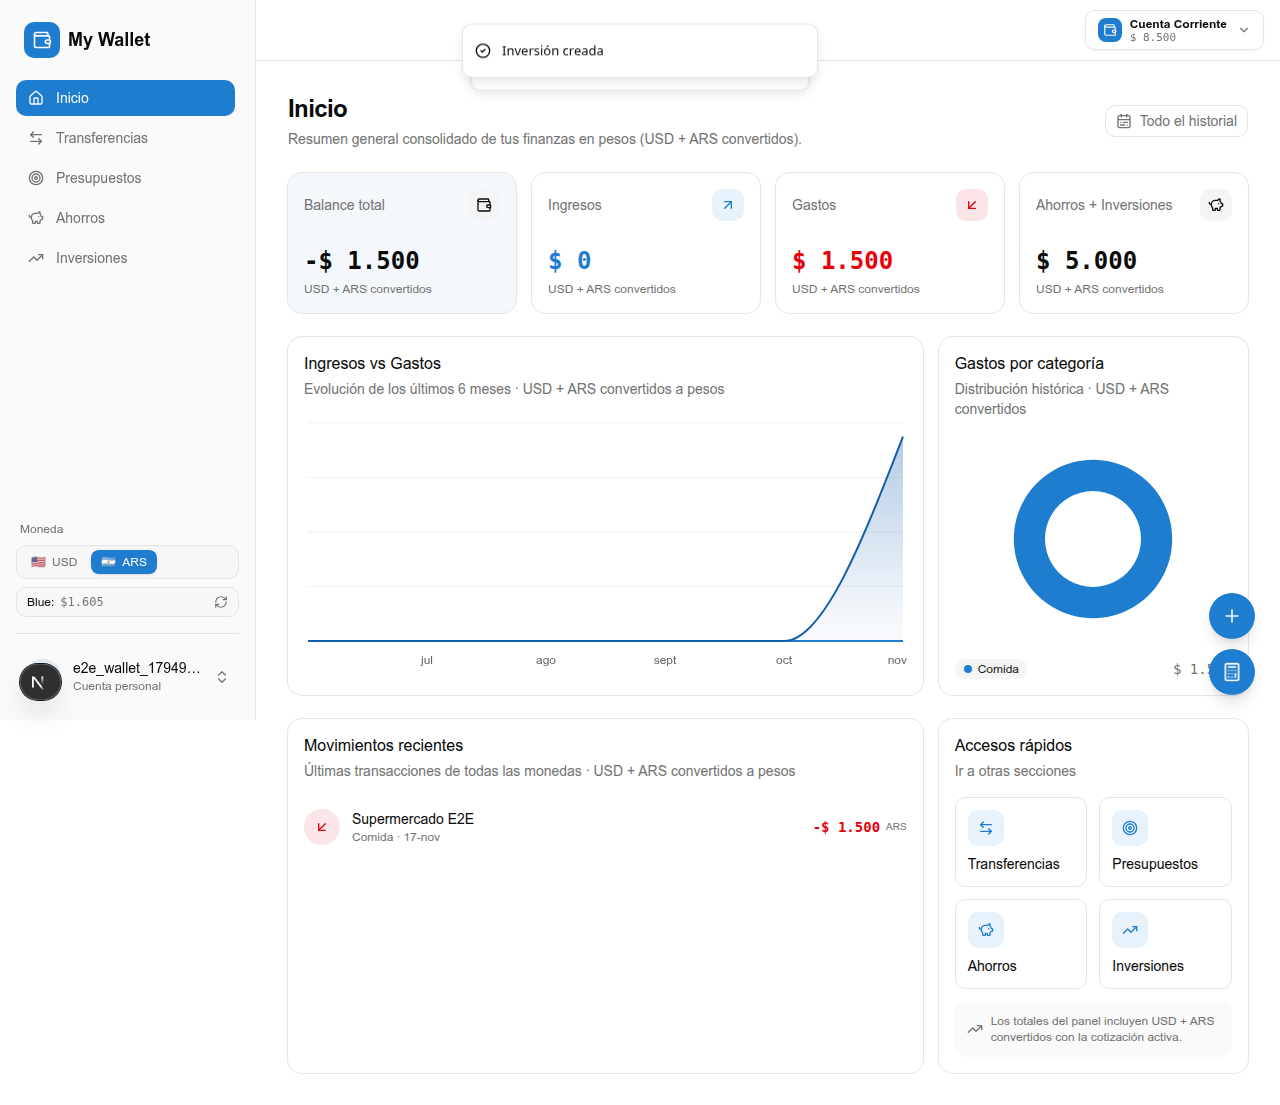 My Wallet
Inicio
Transferencias
Presupuestos
Ahorros
Inversiones
Moneda
USD
ARS
Blue: $1.605
e2e_wallet_17949...
Cuenta personal
Inversión creada
Cuenta Corriente
$ 8.500
Inicio
Resumen general consolidado de tus finanzas en pesos (USD + ARS convertidos).
Todo el historial
Balance total
-$ 1.500
USD + ARS convertidos
Ingresos
$ 0
USD + ARS convertidos
Gastos
$ 1.500
USD + ARS convertidos
Ahorros + Inversiones
$ 5.000
USD + ARS convertidos
Ingresos vs Gastos
Evolución de los últimos 6 meses · USD + ARS convertidos a pesos
jul ago sept oct nov
Gastos por categoría
Distribución histórica · USD + ARS
convertidos
Comida
Movimientos recientes
Últimas transacciones de todas las monedas · USD + ARS convertidos a pesos
Supermercado E2E
Comida · 17-nov
-$ 1.500 ARS
Accesos rápidos
Ir a otras secciones
Transferencias
Presupuestos
Ahorros
Inversiones
Los totales del panel incluyen USD + ARS
convertidos con la cotización activa.